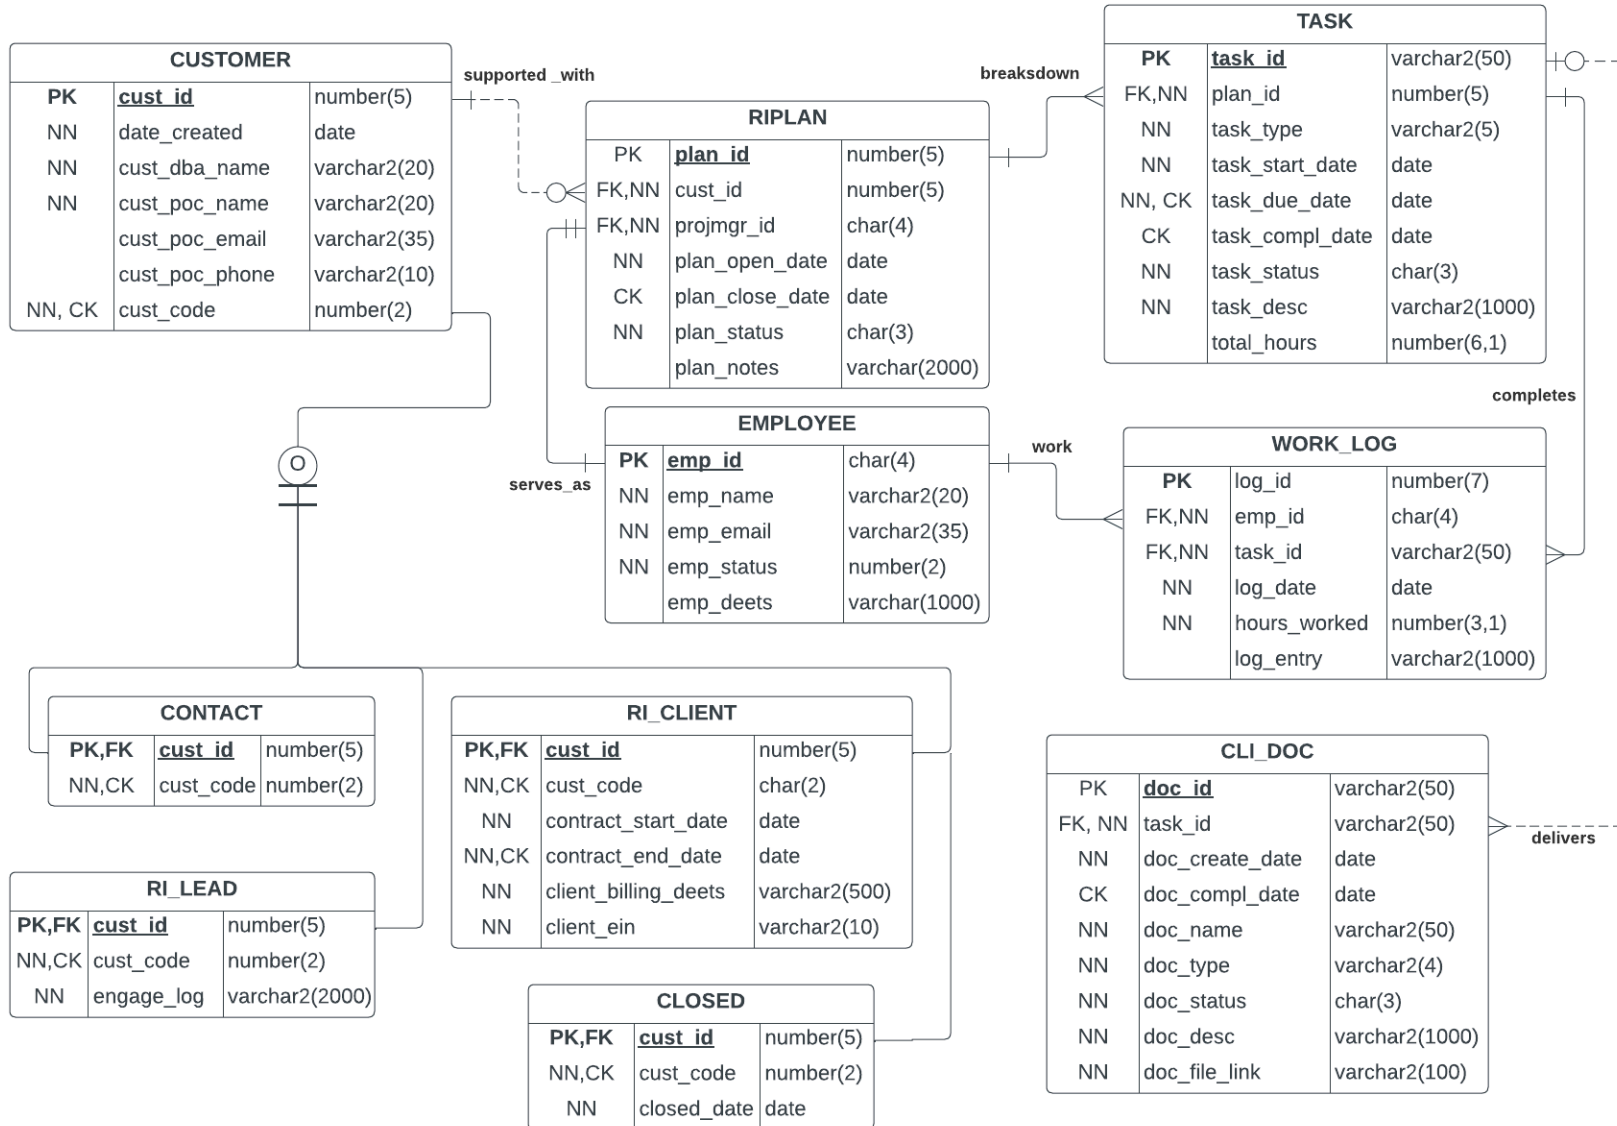 CUSTOMER
PK cust_id number(5)
NN date_created date
NN cust_dba_name varchar2(20)
NN cust_poc_name varchar2(20)
cust_poc_email varchar2(35)
cust_poc_phone varchar2(10)
NN, CK cust_code number(2)
supported _with
RIPLAN
PK plan_id number(5)
FK,NN cust_id number(5)
FK,NN projmgr_id char(4)
NN plan_open_date date
CK plan_close_date date
NN plan_status char(3)
plan_notes varchar(2000)
breaksdown
TASK
PK task_id varchar2(50)
FK,NN plan_id number(5)
NN task_type varchar2(5)
NN task_start_date date
NN, CK task_due_date date
CK task_compl_date date
NN task_status char(3)
NN task_desc varchar2(1000)
total_hours number(6,1)
completes
EMPLOYEE
PK emp_id char(4)
NN emp_name varchar2(20)
NN emp_email varchar2(35)
NN emp_status number(2)
emp_deets varchar(1000)
serves_as
work
WORK_LOG
PK log_id number(7)
FK,NN emp_id char(4)
FK,NN task_id varchar2(50)
NN log_date date
NN hours_worked number(3,1)
log_entry varchar2(1000)
O
CONTACT
PK,FK cust_id number(5)
NN,CK cust_code number(2)
RI_LEAD
PK,FK cust_id number(5)
NN,CK cust_code number(2)
NN engage_log varchar2(2000)
RI_CLIENT
PK,FK cust_id number(5)
NN,CK cust_code char(2)
NN contract_start_date date
NN,CK contract_end_date date
NN client_billing_deets varchar2(500)
NN client_ein varchar2(10)
CLOSED
PK,FK cust_id number(5)
NN,CK cust_code number(2)
NN closed_date date
CLI_DOC
PK doc_id varchar2(50)
FK, NN task_id varchar2(50)
NN doc_create_date date
CK doc_compl_date date
NN doc_name varchar2(50)
NN doc_type varchar2(4)
NN doc_status char(3)
NN doc_desc varchar2(1000)
NN doc_file_link varchar2(100)
delivers